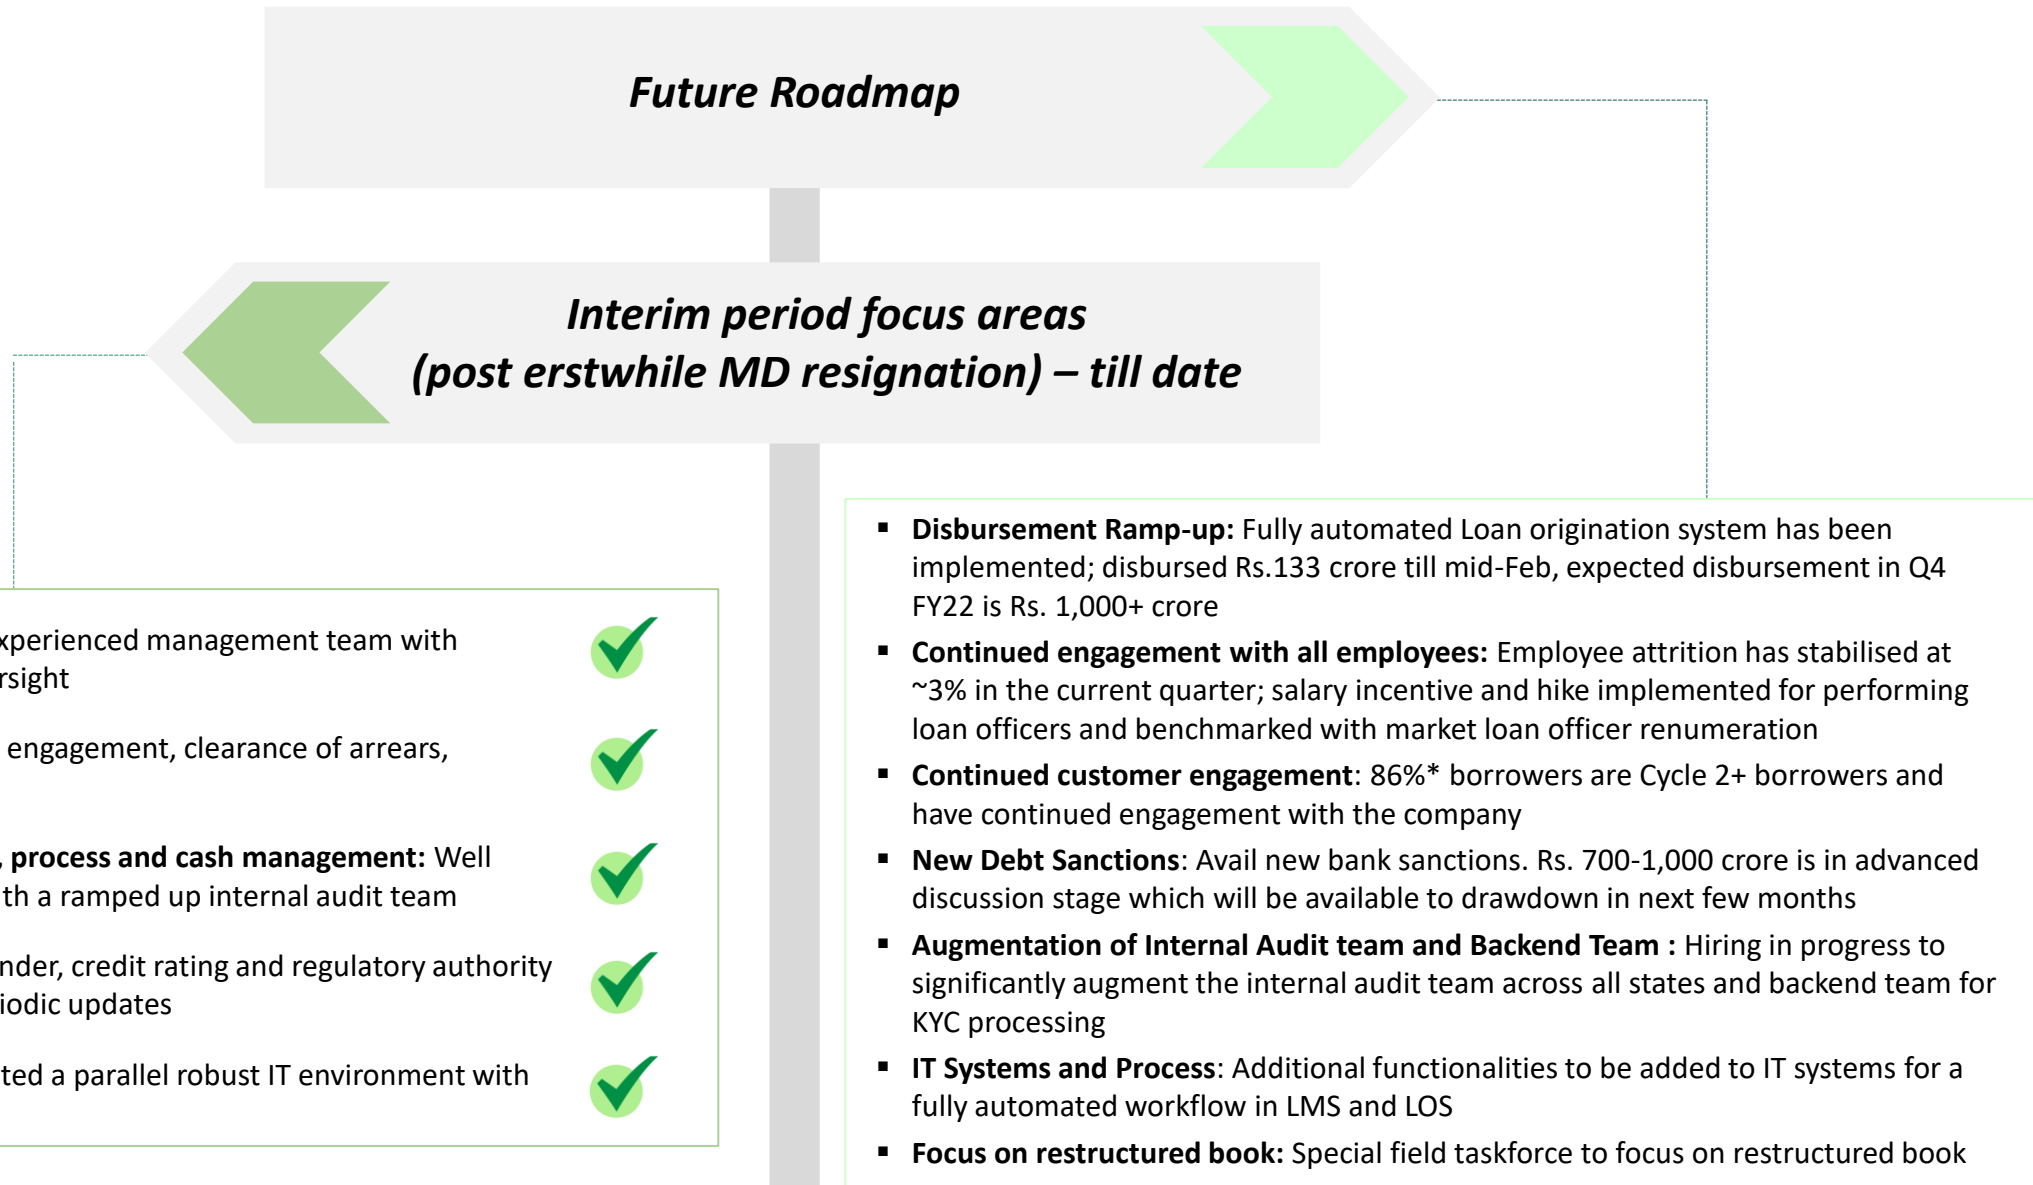 Future Roadmap
Interim period focus areas
(post erstwhile MD resignation) – till date
experienced management team with
engagement, clearance of arrears,
, process and cash management: Well
a ramped up internal audit team
credit rating and regulatory authority
updates
a parallel robust IT environment with
▪ Disbursement Ramp-up: Fully automated Loan origination system has been
implemented; disbursed Rs.133 crore till mid-Feb, expected disbursement in Q4
FY22 is Rs. 1,000+ crore
▪ Continued engagement with all employees: Employee attrition has stabilised at
~3% in the current quarter; salary incentive and hike implemented for performing
loan officers and benchmarked with market loan officer renumeration
▪ Continued customer engagement: 86%* borrowers are Cycle 2+ borrowers and
have continued engagement with the company
▪ New Debt Sanctions: Avail new bank sanctions. Rs. 700-1,000 crore is in advanced
discussion stage which will be available to drawdown in next few months
▪ Augmentation of Internal Audit team and Backend Team : Hiring in progress to
significantly augment the internal audit team across all states and backend team for
KYC processing
▪ IT Systems and Process: Additional functionalities to be added to IT systems for a
fully automated workflow in LMS and LOS
▪ Focus on restructured book: Special field taskforce to focus on restructured book